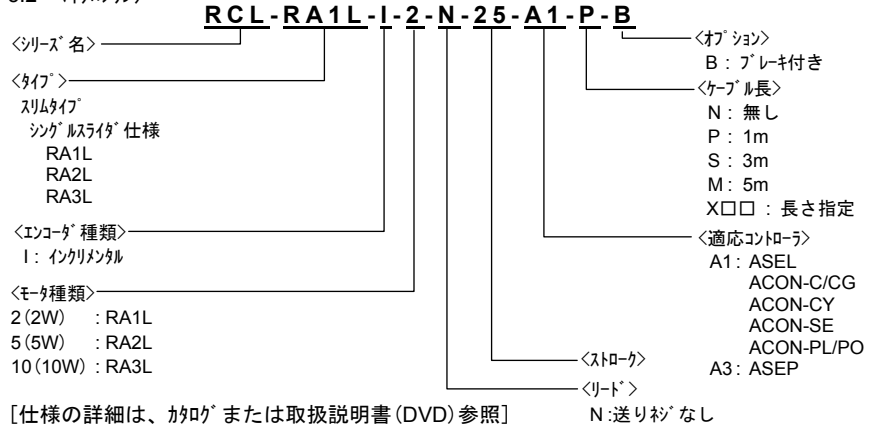 RCL-RA1L-I-2-N-25-A1-P-B
<ｼﾘｰｽﾞ名>
<ﾀｲﾌﾟ>
ｽﾘﾑﾀｲﾌﾟ
ｼﾝｸﾞﾙｽﾗｲﾀﾞ仕様
RA1L
RA2L
RA3L
<ｴﾝｺｰﾀﾞ種類>
I : ｲﾝｸﾘﾒﾝﾀﾙ
<ﾓｰﾀ種類>
2(2W) : RA1L
5(5W) : RA2L
10(10W) : RA3L
<ｵﾌﾟｼｮﾝ>
B : ﾌﾞﾚｰｷ付き
<ｹｰﾌﾞﾙ長>
N : 無し
P : 1m
S : 3m
M : 5m
X□□ : 長さ指定
<適応ｺﾝﾄﾛｰﾗ>
A1 : ASEL
ACON-C/CG
ACON-CY
ACON-SE
ACON-PL/PO
A3 : ASEP
<ｽﾄﾛｰｸ>
<ﾘｰﾄﾞ>
N :送りﾈｼﾞなし
[仕様の詳細は、ｶﾀﾛｸﾞまたは取扱説明書(DVD)参照]